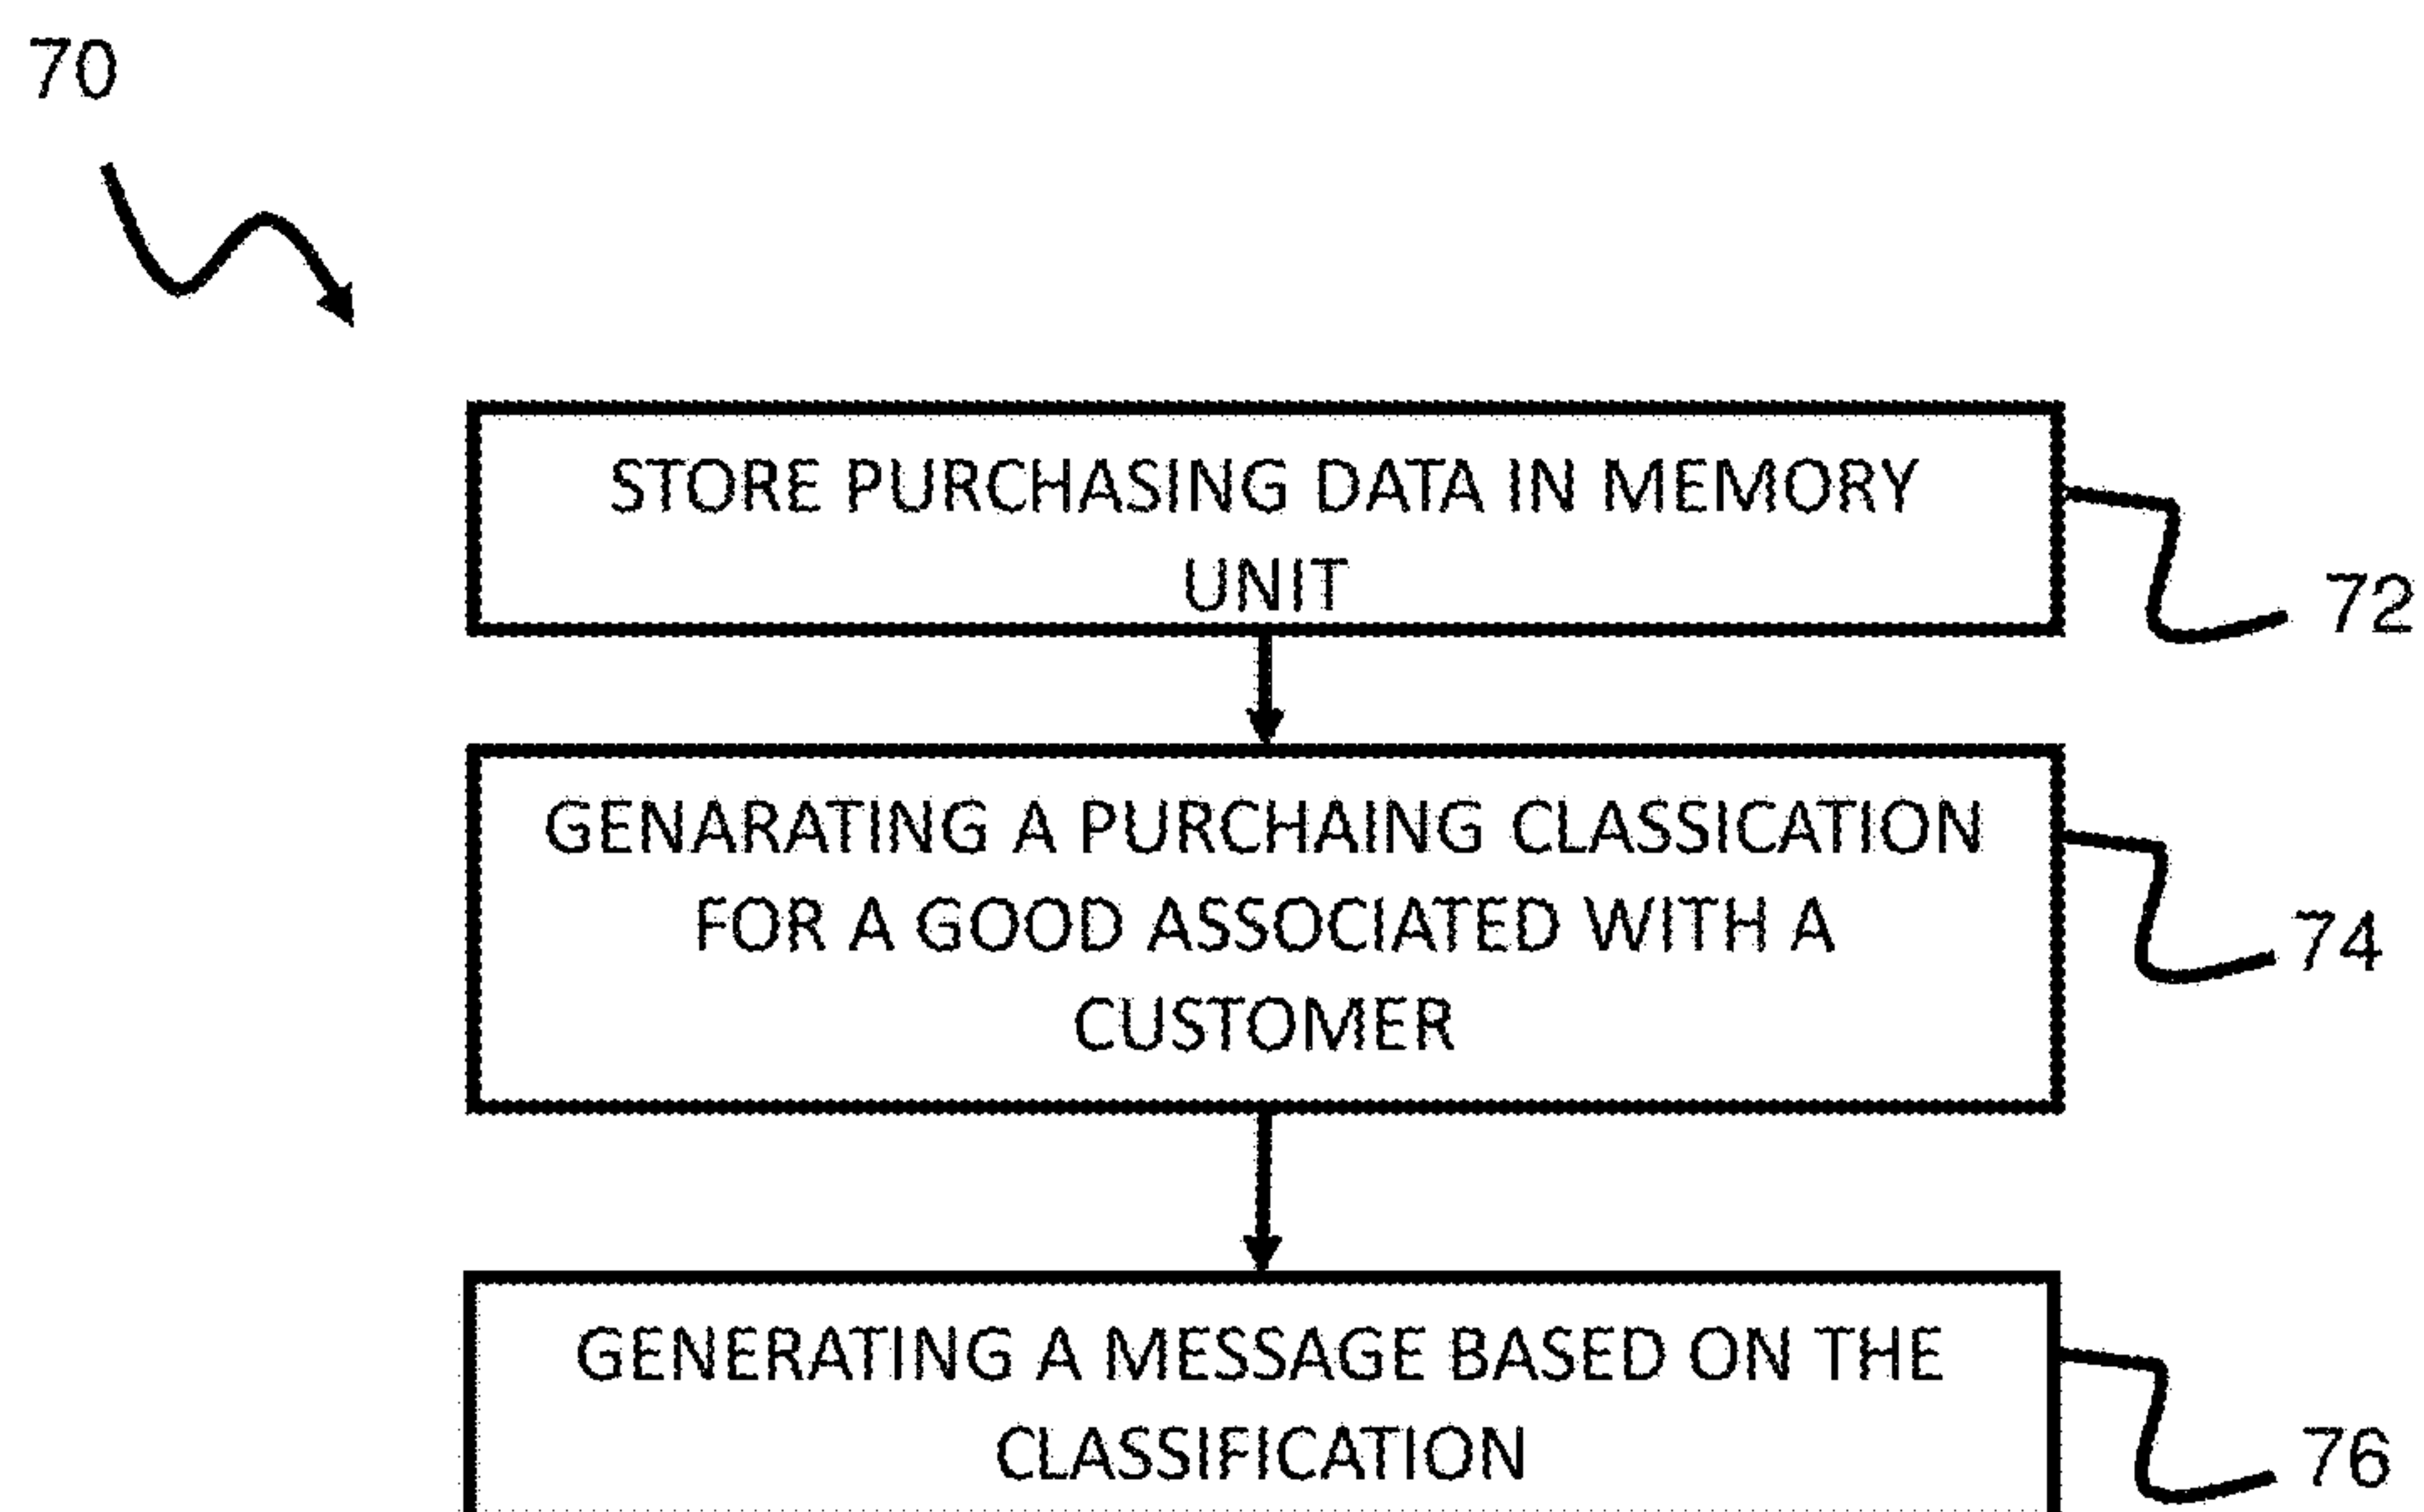 70
STORE PURCHASING DATA IN MEMORY
UNIT
72
GENARATING A PURCHAING CLASSICATION
FOR A GOOD ASSOCIATED WITH A
CUSTOMER
74
GENERATING A MESSAGE BASED ON THE
CLASSIFICATION
76